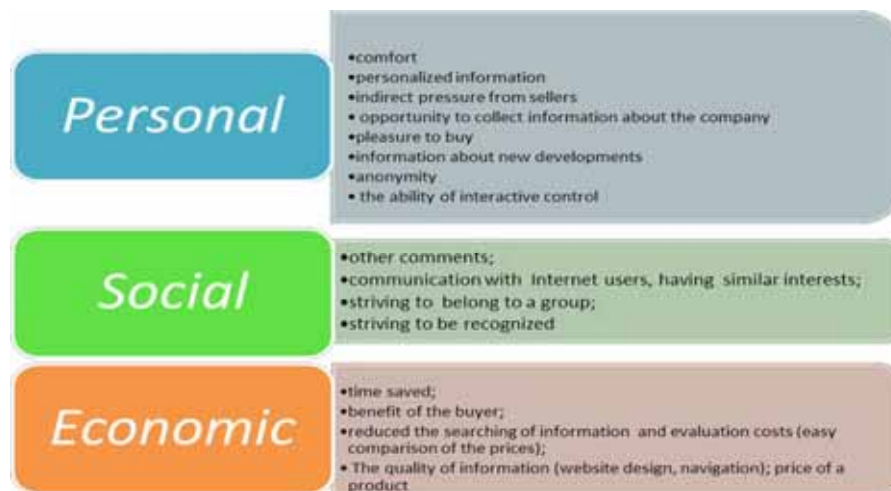 Personal
•comfort
•personalized information
•indirect pressure from sellers
• opportunity to collect information about the company
•pleasure to buy
•information about new developments
•anonymity
• the ability of interactive control
Social
•other comments;
•communication with Internet users, having similar interests;
•striving to belong to a group;
•striving to be recognized
Economic
•time saved;
•benefit of the buyer;
•reduced the searching of information and evaluation costs (easy
comparison of the prices);
• The quality of information (website design, navigation); price of a
product